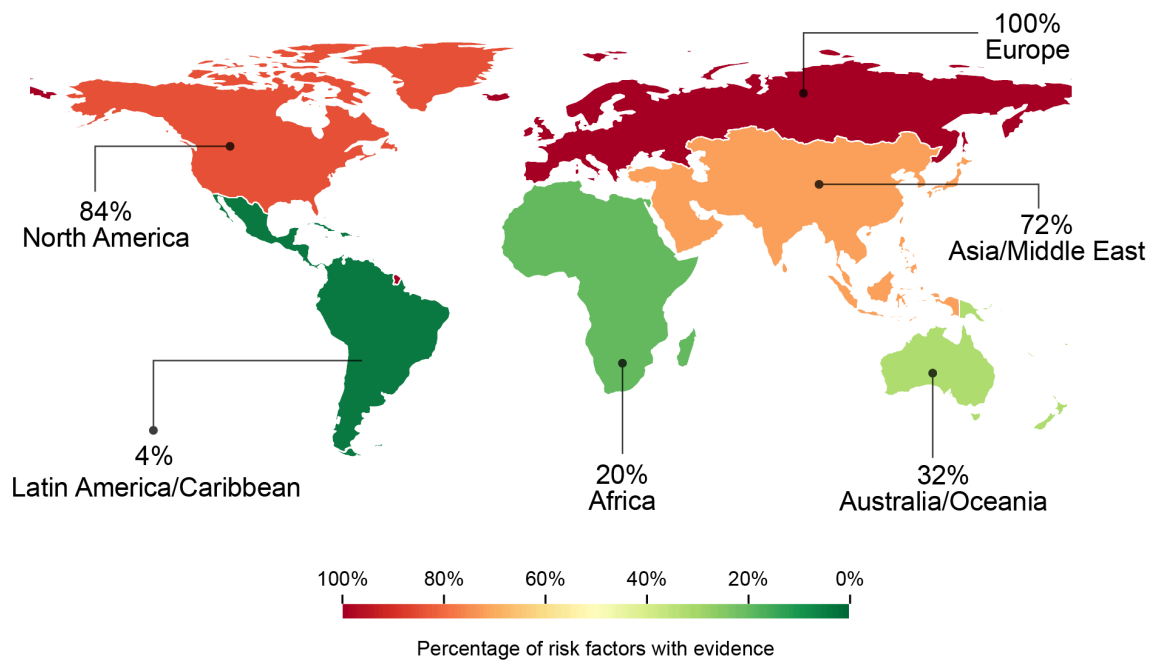 100%
Europe
84%
North America
72%
Asia/Middle East
4%
Latin America/Caribbean
20%
Africa
32%
Australia/Oceania
100% 80% 60% 40% 20% 0%
Percentage of risk factors with evidence